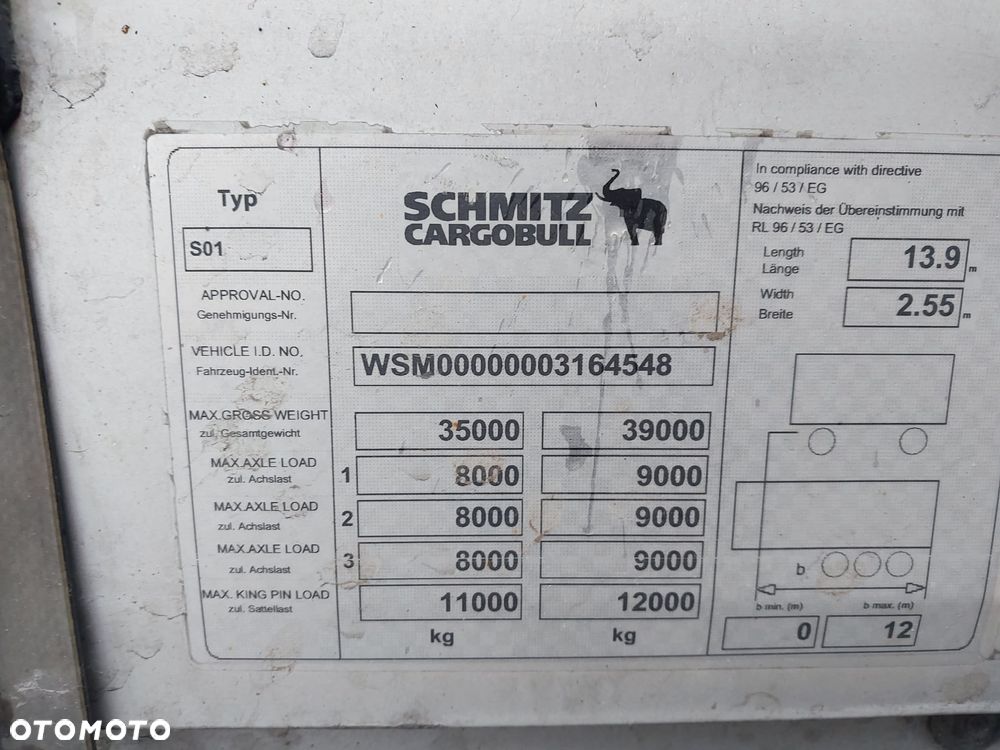 Typ
S01
SCHMITZ
CARGOBULL
APPROVAL-NO.
Genehmigungs-Nr.
VEHICLE I.D. NO.
Fahrzeug-Ident.-Nr.
WSM00000003164548
MAX.GROSS WEIGHT
zul. Gesamtgewicht
35000 39000
MAX.AXLE LOAD
zul. Achslast
1 8000 9000
MAX.AXLE LOAD
zul. Achslast
2 8000 9000
MAX.AXLE LOAD
zul. Achslast
3 8000 9000
MAX. KING PIN LOAD
zul. Sattellast
11000 12000
kg kg
In compliance with directive
96 / 53 / EG
Nachweis der Übereinstimmung mit
RL 96 / 53 / EG
Length
Länge
13.9 m
Width
Breite
2.55 m
b
b min. (m) b max. (m)
0 12
OTOMOTO